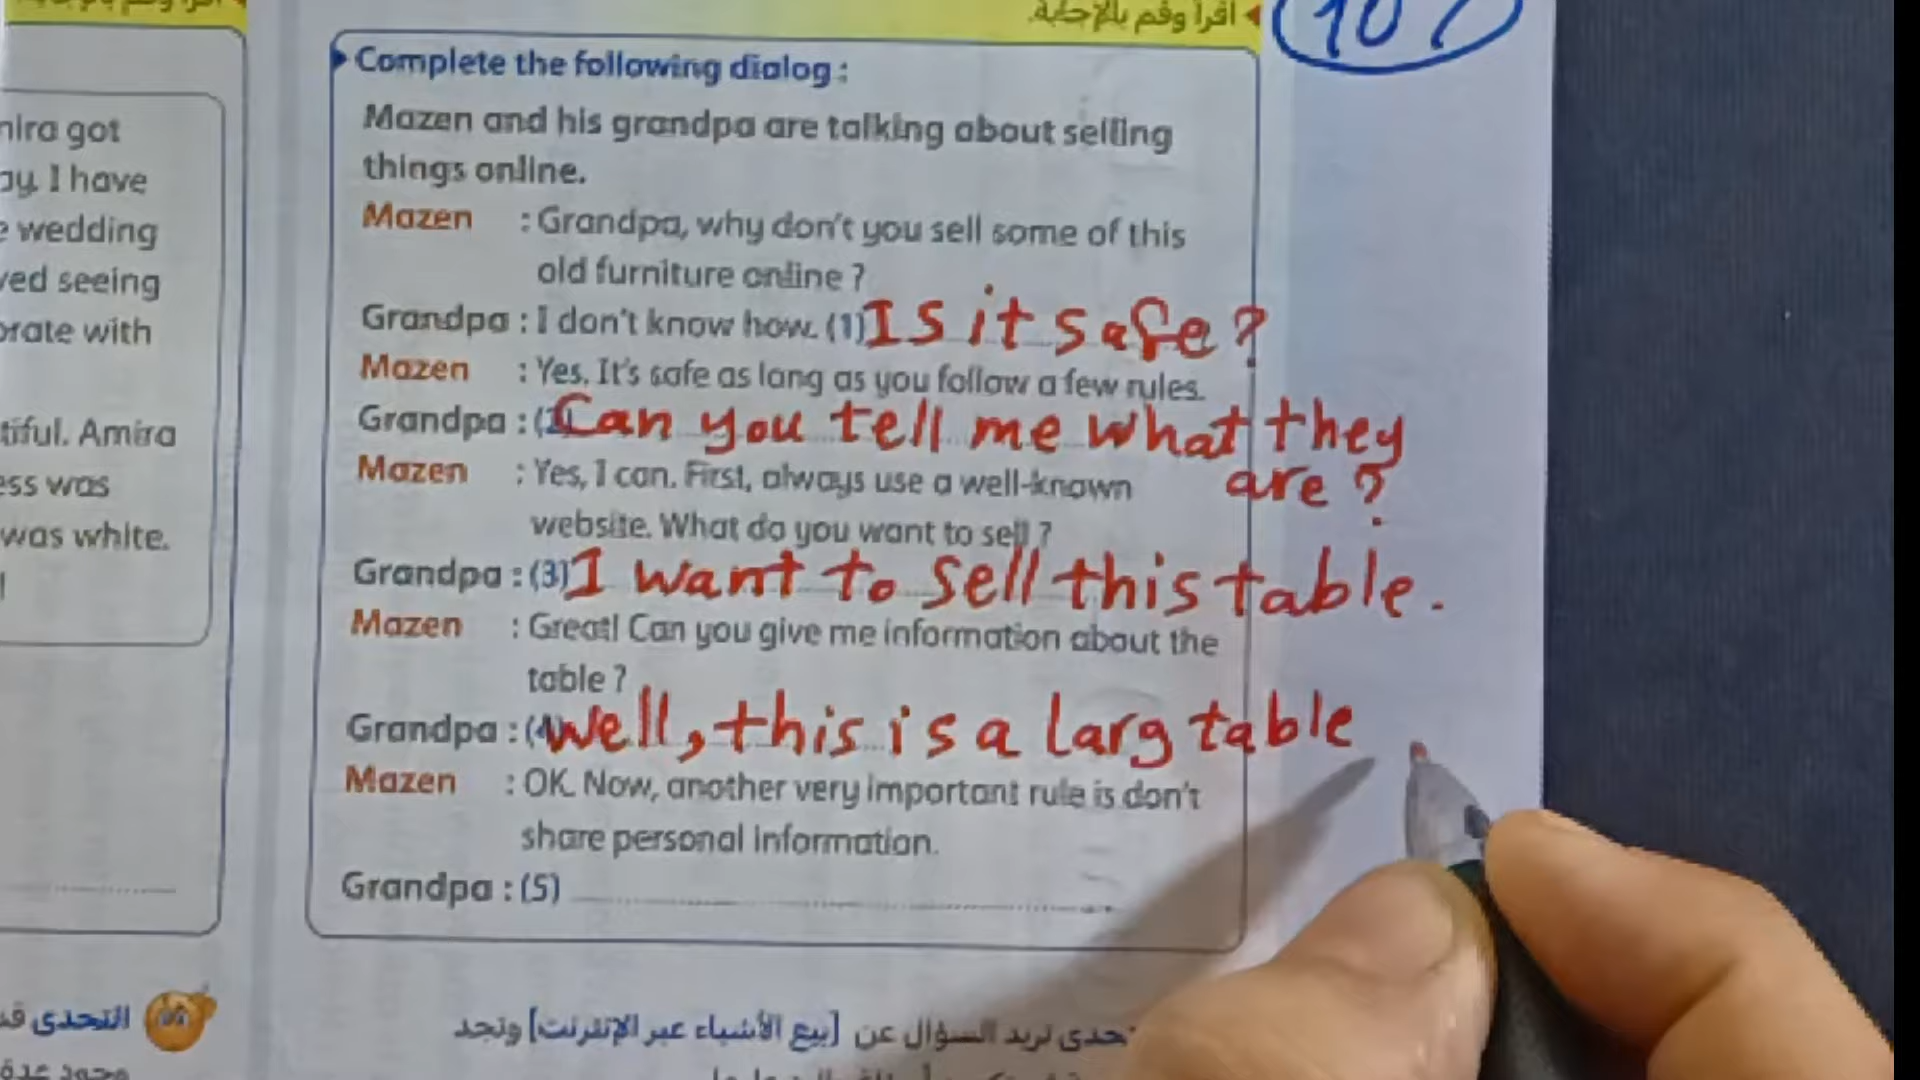 اقرأ وقم بالإجابة.
107
Complete the following dialog :
Mazen and his grandpa are talking about selling
things online.
Mazen : Grandpa, why don't you sell some of this
old furniture online ?
Grandpa : I don't know how. (1) Is it safe ?
Mazen : Yes. It's safe as long as you follow a few rules.
Grandpa : (2) Can you tell me what they
are ?
Mazen : Yes, I can. First, always use a well-known
website. What do you want to sell ?
Grandpa : (3) I want to sell this table.
Mazen : Great! Can you give me information about the
table ?
Grandpa : (4) Well, this is a larg table
Mazen : OK. Now, another very important rule is don't
share personal information.
Grandpa : (5)
got
I have
wedding
seeing
with
tiful. Amira
was
was white.
التحدى
تريد السؤال عن [بيع الأشياء عبر الإنترنت] وتجد